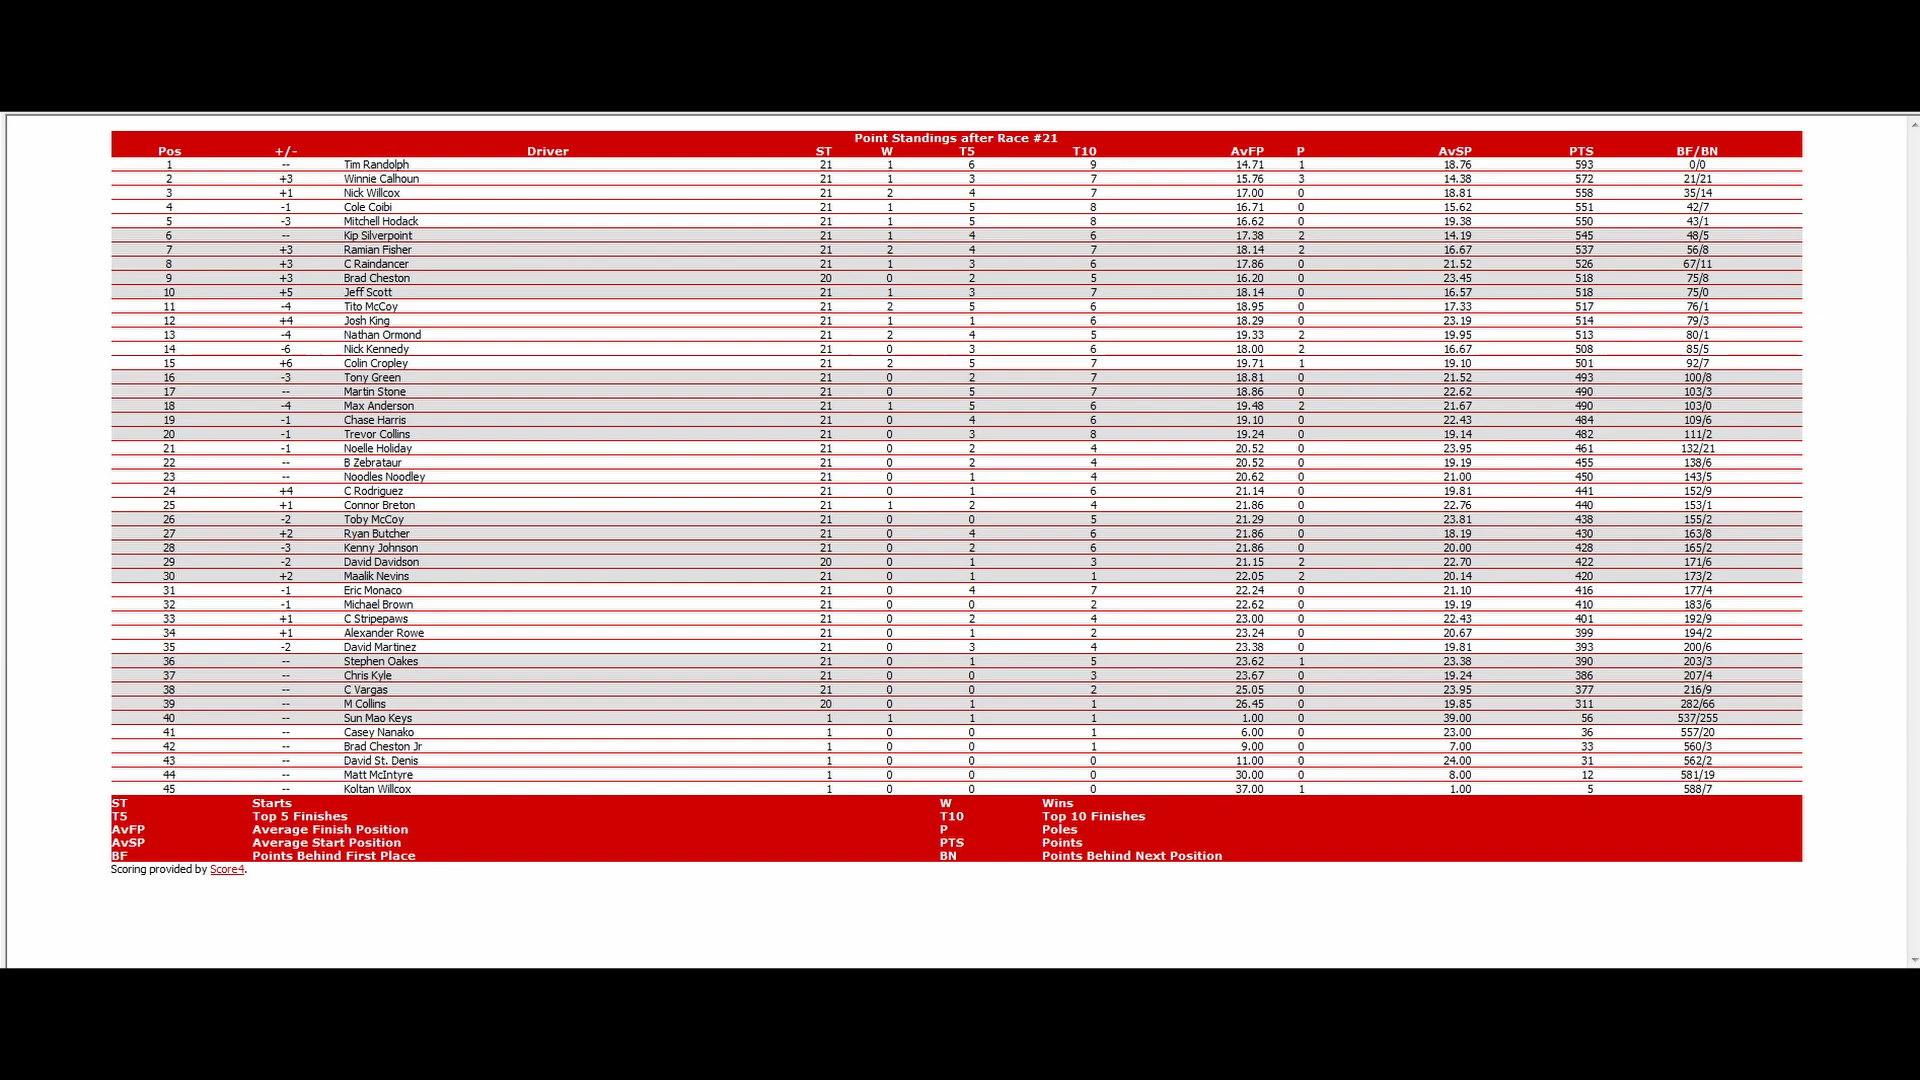 Point Standings after Race #21
Pos +/- Driver ST W T5 T10 AvFP P AvSP PTS BF/BN
1 -- Tim Randolph 21 1 6 9 14.71 1 18.76 593 0/0
2 +3 Winnie Calhoun 21 1 3 7 15.76 3 14.38 572 21/21
3 +1 Nick Willcox 21 2 4 7 17.00 0 18.81 558 35/14
4 -1 Cole Coibi 21 1 5 8 16.71 0 15.62 551 42/7
5 -3 Mitchell Hodack 21 1 5 8 16.62 0 19.38 550 43/1
6 -- Kip Silverpoint 21 1 4 6 17.38 2 14.19 545 48/5
7 +3 Ramian Fisher 21 2 4 7 18.14 2 16.67 537 56/8
8 +3 C Raindancer 21 1 3 6 17.86 0 21.52 526 67/11
9 +3 Brad Cheston 20 0 2 5 16.20 0 23.45 518 75/8
10 +5 Jeff Scott 21 1 3 7 18.14 0 16.57 518 75/0
11 -4 Tito McCoy 21 2 5 6 18.95 0 17.33 517 76/1
12 +4 Josh King 21 1 1 6 18.29 0 23.19 514 79/3
13 -4 Nathan Ormond 21 2 4 5 19.33 2 19.95 513 80/1
14 -6 Nick Kennedy 21 0 3 6 18.00 2 16.67 508 85/5
15 +6 Colin Cropley 21 2 5 7 19.71 1 19.10 501 92/7
16 -3 Tony Green 21 0 2 7 18.81 0 21.52 493 100/8
17 -- Martin Stone 21 0 5 7 18.86 0 22.62 490 103/3
18 -4 Max Anderson 21 1 5 6 19.48 2 21.67 490 103/0
19 -1 Chase Harris 21 0 4 6 19.10 0 22.43 484 109/6
20 -1 Trevor Collins 21 0 3 8 19.24 0 19.14 482 111/2
21 -1 Noelle Holiday 21 0 2 4 20.52 0 23.95 461 132/21
22 -- B Zebrataur 21 0 2 4 20.52 0 19.19 455 138/6
23 -- Noodles Noodley 21 0 1 4 20.62 0 21.00 450 143/5
24 +4 C Rodriguez 21 0 1 6 21.14 0 19.81 441 152/9
25 +1 Connor Breton 21 1 2 4 21.86 0 22.76 440 153/1
26 -2 Toby McCoy 21 0 0 5 21.29 0 23.81 438 155/2
27 +2 Ryan Butcher 21 0 4 6 21.86 0 18.19 430 163/8
28 -3 Kenny Johnson 21 0 2 6 21.86 0 20.00 428 165/2
29 -2 David Davidson 20 0 1 3 21.15 2 22.70 422 171/6
30 +2 Maalik Nevins 21 0 1 1 22.05 2 20.14 420 173/2
31 -1 Eric Monaco 21 0 4 7 22.24 0 21.10 416 177/4
32 -1 Michael Brown 21 0 0 2 22.62 0 19.19 410 183/6
33 +1 C Stripepaws 21 0 2 4 23.00 0 22.43 401 192/9
34 +1 Alexander Rowe 21 0 1 2 23.24 0 20.67 399 194/2
35 -2 David Martinez 21 0 3 4 23.38 0 19.81 393 200/6
36 -- Stephen Oakes 21 0 1 5 23.62 1 23.38 390 203/3
37 -- Chris Kyle 21 0 0 3 23.67 0 19.24 386 207/4
38 -- C Vargas 21 0 0 2 25.05 0 23.95 377 216/9
39 -- M Collins 20 0 1 1 26.45 0 19.85 311 282/66
40 -- Sun Mao Keys 1 1 1 1 1.00 0 39.00 56 537/255
41 -- Casey Nanako 1 0 0 1 6.00 0 23.00 36 557/20
42 -- Brad Cheston Jr 1 0 0 1 9.00 0 7.00 33 560/3
43 -- David St. Denis 1 0 0 0 11.00 0 24.00 31 562/2
44 -- Matt McIntyre 1 0 0 0 30.00 0 8.00 12 581/19
45 -- Koltan Willcox 1 0 0 0 37.00 1 1.00 5 588/7
ST Starts W Wins
T5 Top 5 Finishes T10 Top 10 Finishes
AvFP Average Finish Position P Poles
AvSP Average Start Position PTS Points
BF Points Behind First Place BN Points Behind Next Position
Scoring provided by Score4.